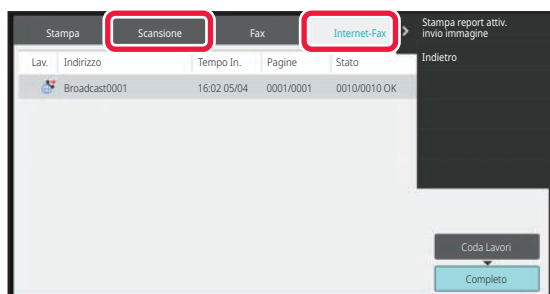 Stampa Scansione Fax Internet-Fax
Stampa report attiv.
invio immagine
Lav. Indirizzo Tempo In. Pagine Stato
Indietro
Broadcast0001 16:02 05/04 0001/0001 0010/0010 OK
Coda Lavori
Completo